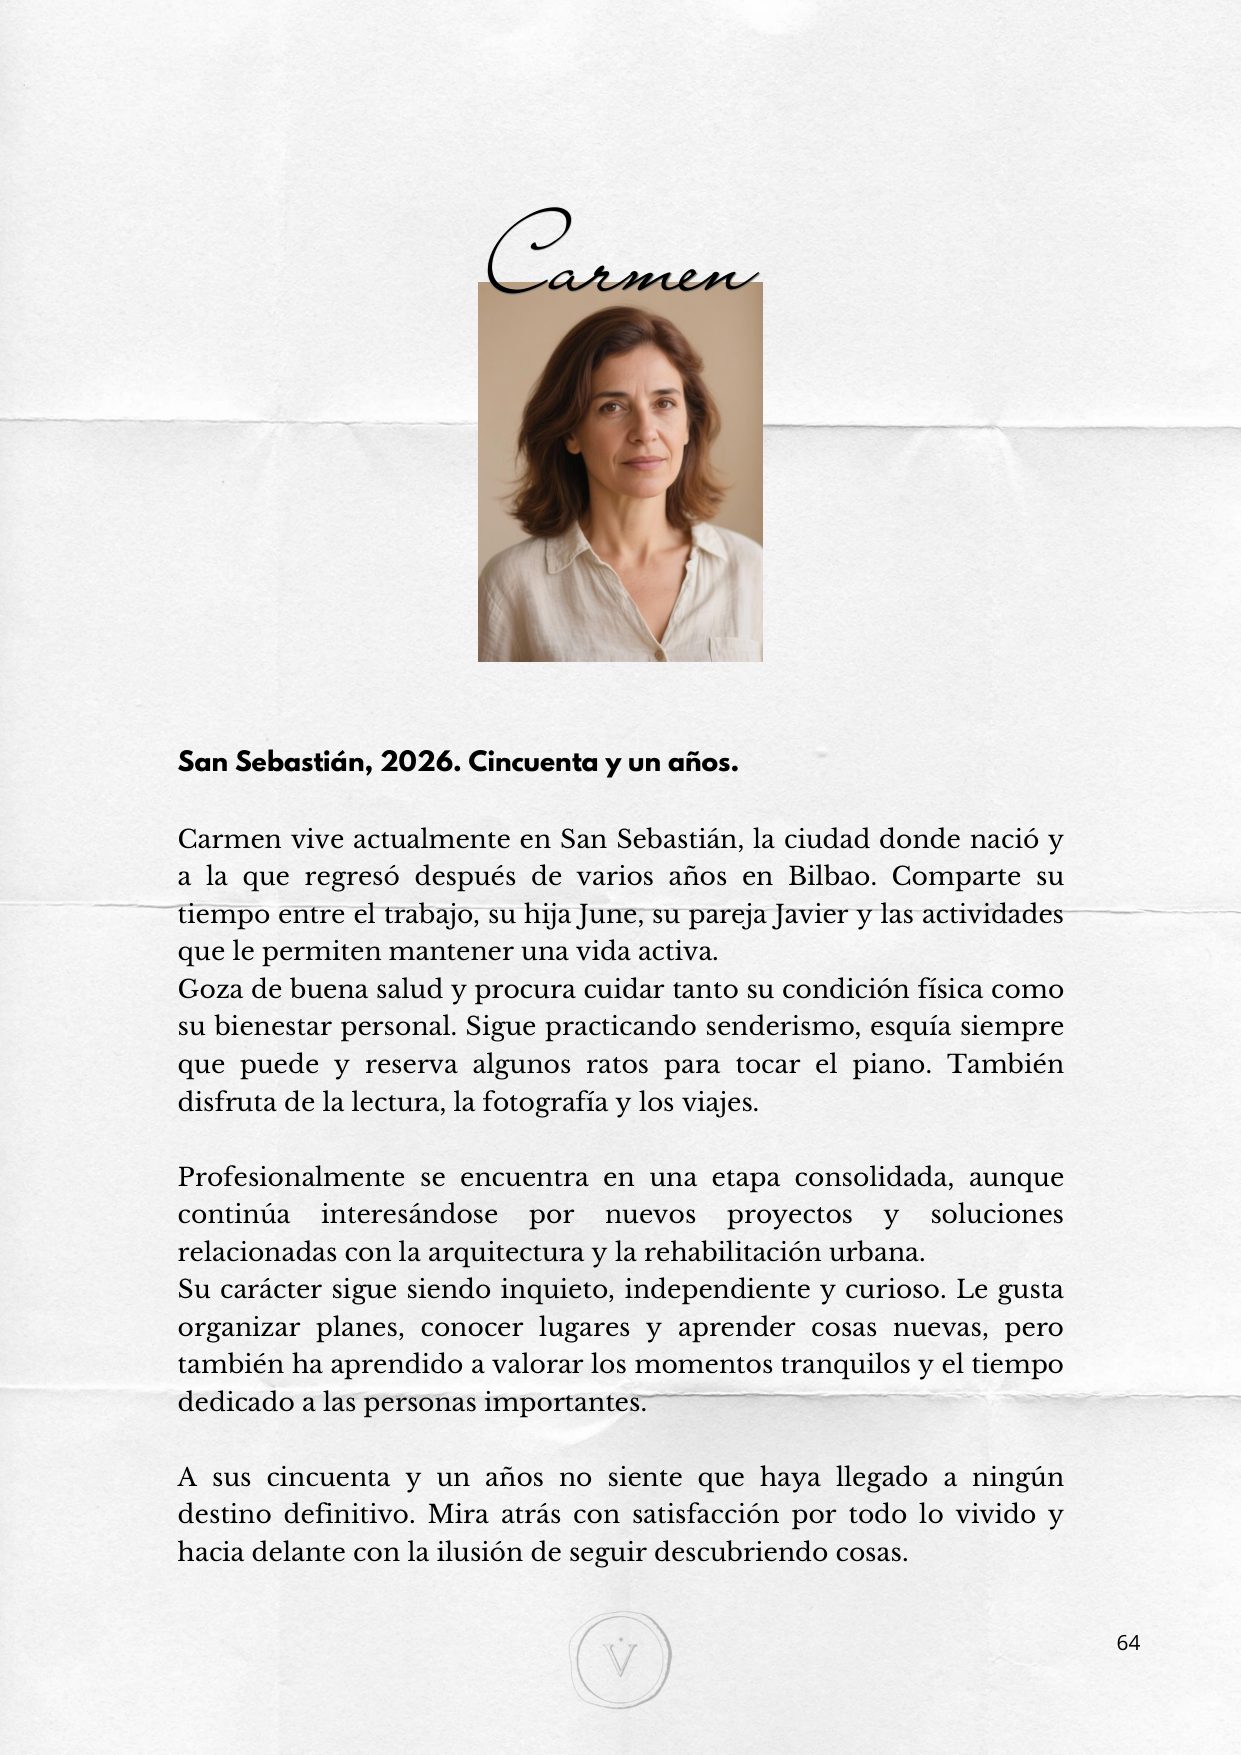 Carmen
San Sebastián, 2026. Cincuenta y un años.
Carmen vive actualmente en San Sebastián, la ciudad donde nació y
a la que regresó después de varios años en Bilbao. Comparte su
tiempo entre el trabajo, su hija June, su pareja Javier y las actividades
que le permiten mantener una vida activa.
Goza de buena salud y procura cuidar tanto su condición física como
su bienestar personal. Sigue practicando senderismo, esquía siempre
que puede y reserva algunos ratos para tocar el piano. También
disfruta de la lectura, la fotografía y los viajes.
Profesionalmente se encuentra en una etapa consolidada, aunque
continúa interesándose por nuevos proyectos y soluciones
relacionadas con la arquitectura y la rehabilitación urbana.
Su carácter sigue siendo inquieto, independiente y curioso. Le gusta
organizar planes, conocer lugares y aprender cosas nuevas, pero
también ha aprendido a valorar los momentos tranquilos y el tiempo
dedicado a las personas importantes.
A sus cincuenta y un años no siente que haya llegado a ningún
destino definitivo. Mira atrás con satisfacción por todo lo vivido y
hacia delante con la ilusión de seguir descubriendo cosas.
V
64